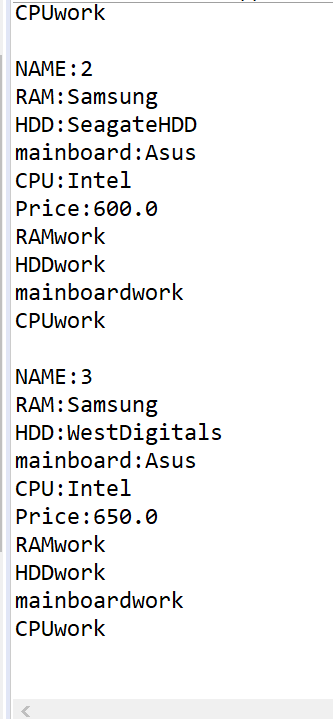 CPUwork
NAME:2
RAM:Samsung
HDD:SeagateHDD
mainboard:Asus
CPU:Intel
Price:600.0
RAMwork
HDDwork
mainboardwork
CPUwork
NAME:3
RAM:Samsung
HDD:WestDigitals
mainboard:Asus
CPU:Intel
Price:650.0
RAMwork
HDDwork
mainboardwork
CPUwork